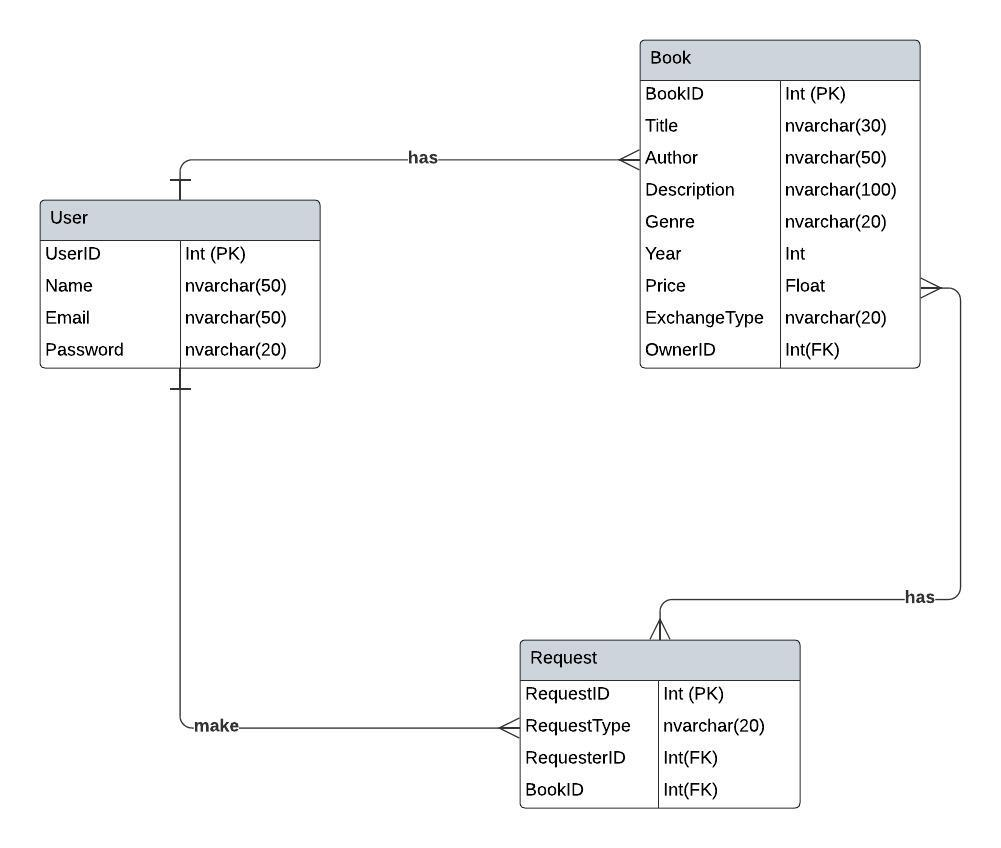 Book
BookID Int (PK)
Title nvarchar(30)
Author nvarchar(50)
Description nvarchar(100)
Genre nvarchar(20)
Year Int
Price Float
ExchangeType nvarchar(20)
OwnerID Int(FK)
has
User
UserID Int (PK)
Name nvarchar(50)
Email nvarchar(50)
Password nvarchar(20)
has
make
Request
RequestID Int (PK)
RequestType nvarchar(20)
RequesterID Int(FK)
BookID Int(FK)